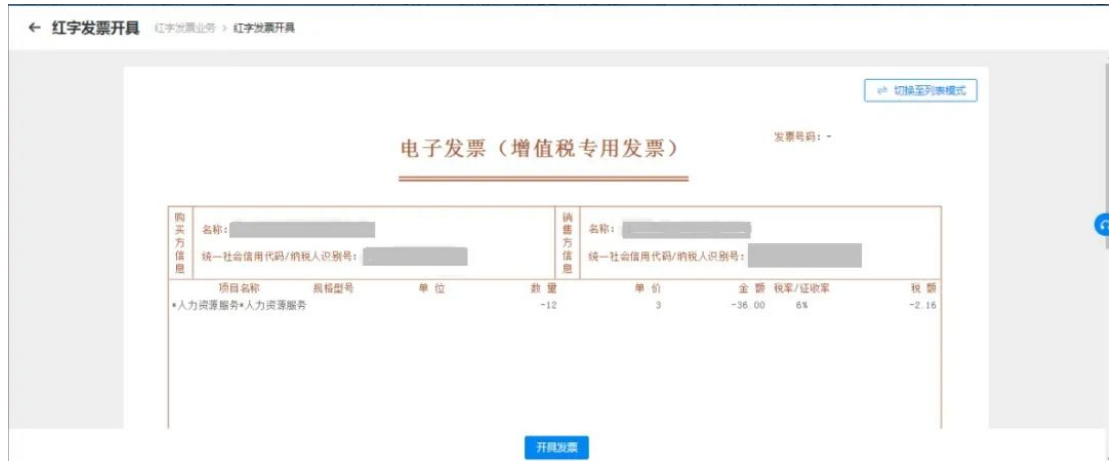 ← 红字发票开具 红字发票业务 > 红字发票开具
⇌ 切换至列表模式
电子发票（增值税专用发票）
发票号码：-
购买方信息
名称：
统一社会信用代码/纳税人识别号：
销售方信息
名称：
统一社会信用代码/纳税人识别号：
项目名称 规格型号 单位 数量 单价 金额 税率/征收率 税额
*人力资源服务*人力资源服务 -12 3 -36.00 6% -2.16
开具发票